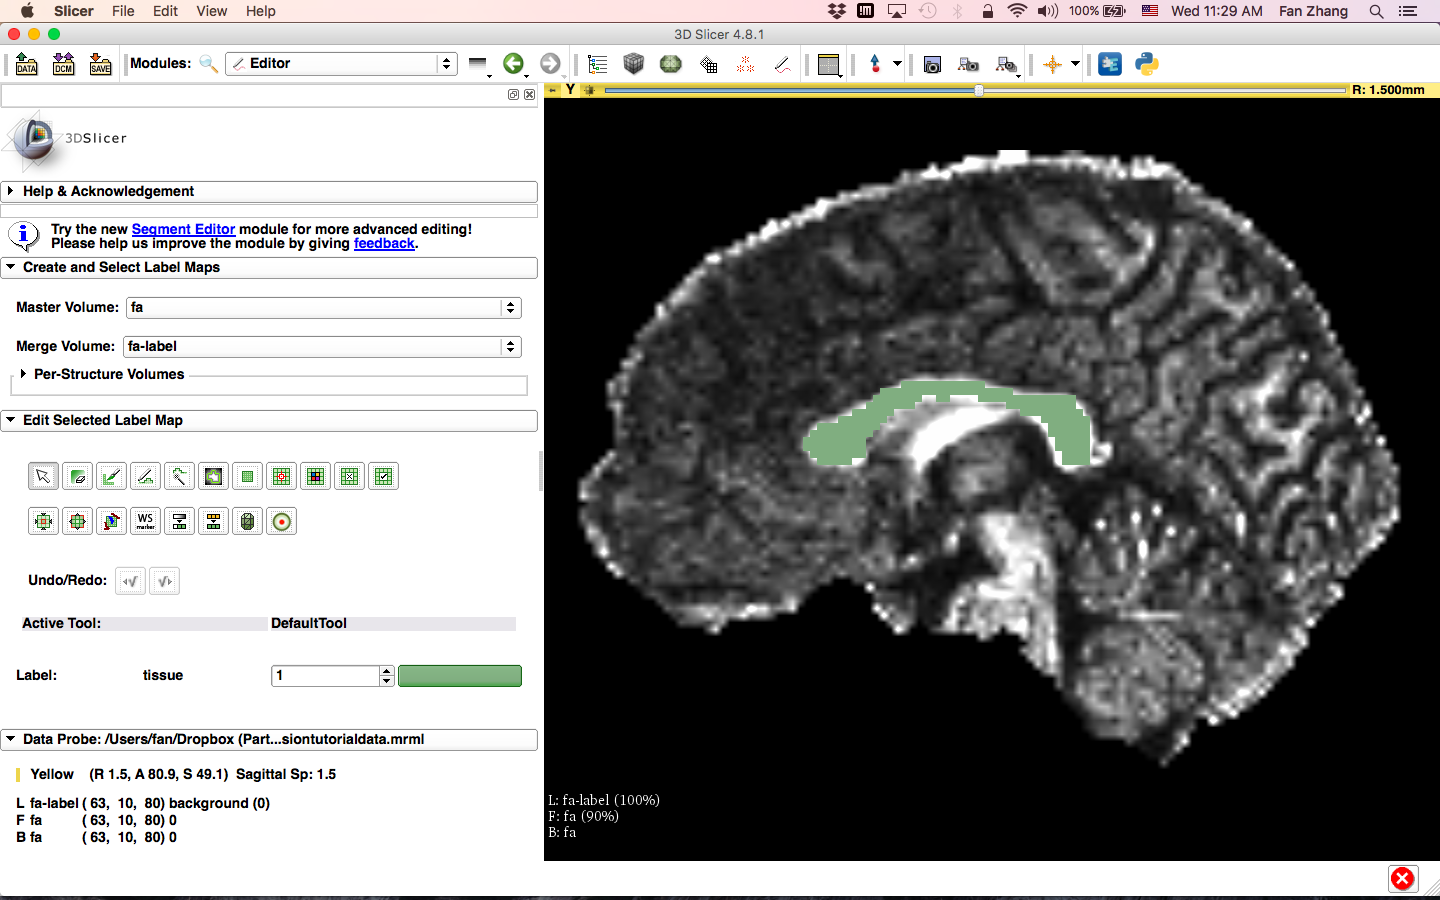 Slicer File Edit View Help 100% Wed 11:29 AM Fan Zhang
3D Slicer 4.8.1
DATA DCM SAVE Modules: Editor
Y R: 1.500mm
3DSlicer
Help & Acknowledgement
Try the new Segment Editor module for more advanced editing!
Please help us improve the module by giving feedback.
Create and Select Label Maps
Master Volume: fa
Merge Volume: fa-label
Per-Structure Volumes
Edit Selected Label Map
WS
marker
Undo/Redo:
Active Tool: DefaultTool
Label: tissue 1
Data Probe: /Users/fan/Dropbox (Part...siontutorialdata.mrml
Yellow (R 1.5, A 80.9, S 49.1) Sagittal Sp: 1.5
L fa-label ( 63, 10, 80) background (0)
F fa ( 63, 10, 80) 0
B fa ( 63, 10, 80) 0
L: fa-label (100%)
F: fa (90%)
B: fa